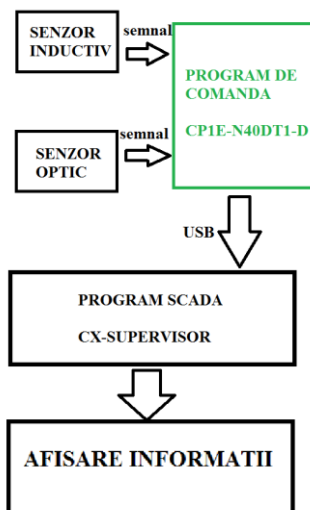 SENZOR
INDUCTIV
semnal
PROGRAM DE
COMANDA
CP1E-N40DT1-D
semnal
SENZOR
OPTIC
USB
PROGRAM SCADA
CX-SUPERVISOR
AFISARE INFORMATII